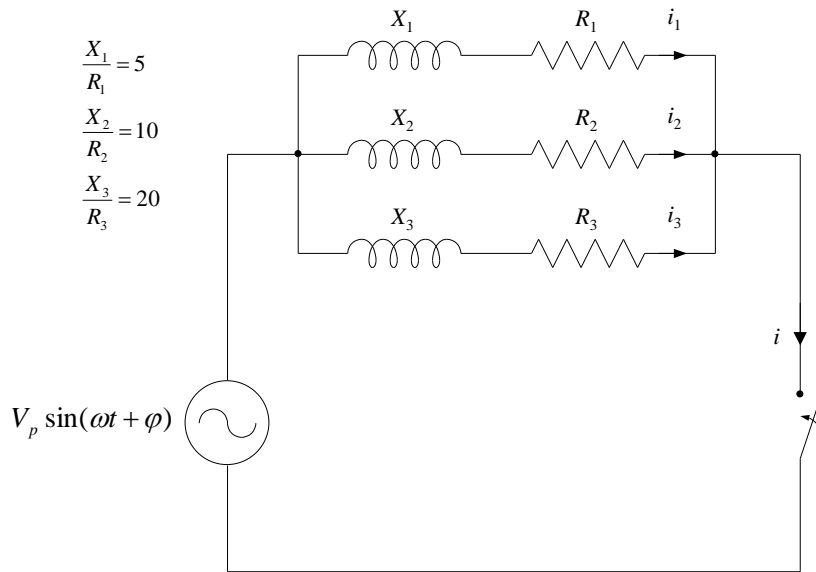 X₁ R₁ i₁
X₁/R₁ = 5
X₂ R₂ i₂
X₂/R₂ = 10
X₃ R₃ i₃
X₃/R₃ = 20
i
Vₚ sin(ωt + φ)